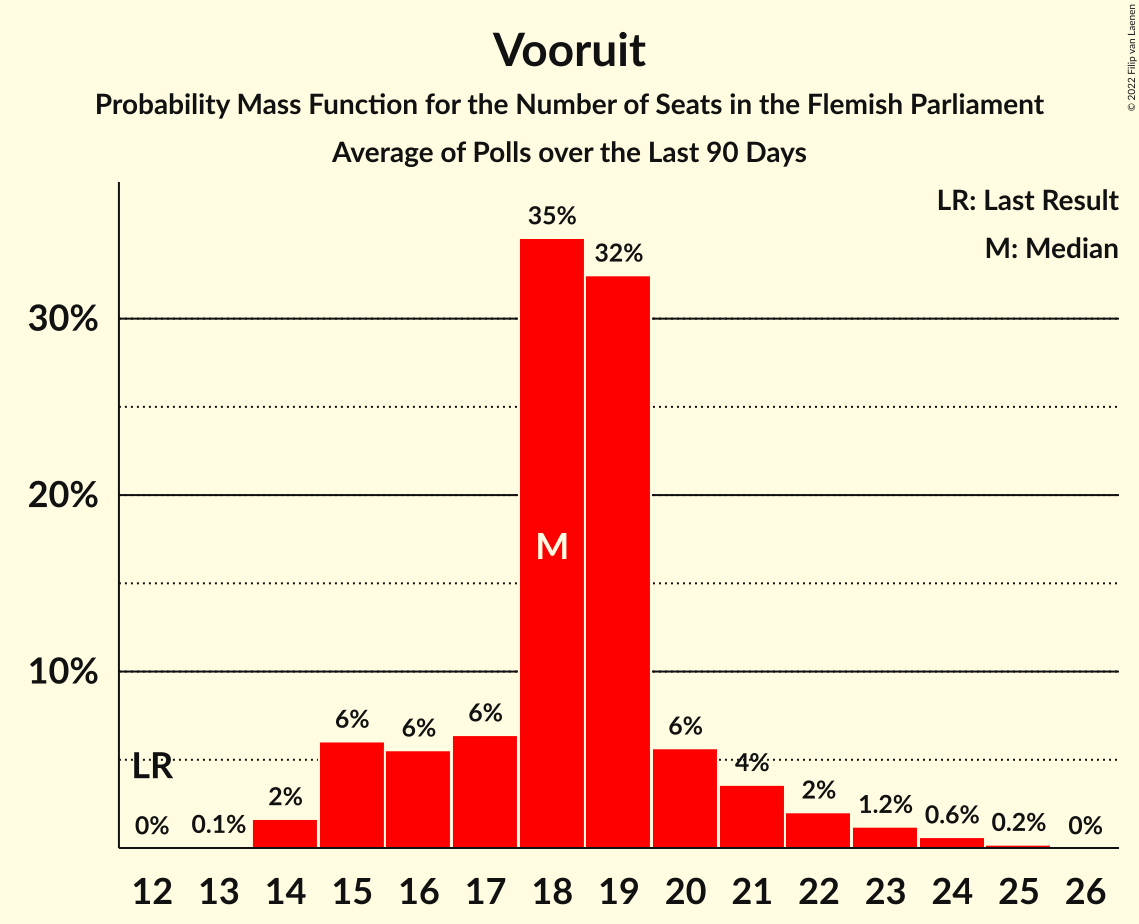 Vooruit
Probability Mass Function for the Number of Seats in the Flemish Parliament
Average of Polls over the Last 90 Days
© 2022 Filip van Laenen
LR: Last Result
M: Median
30%
20%
10%
LR
M
0%
0.1%
2%
6%
6%
6%
35%
32%
6%
4%
2%
1.2%
0.6%
0.2%
0%
12 13 14 15 16 17 18 19 20 21 22 23 24 25 26